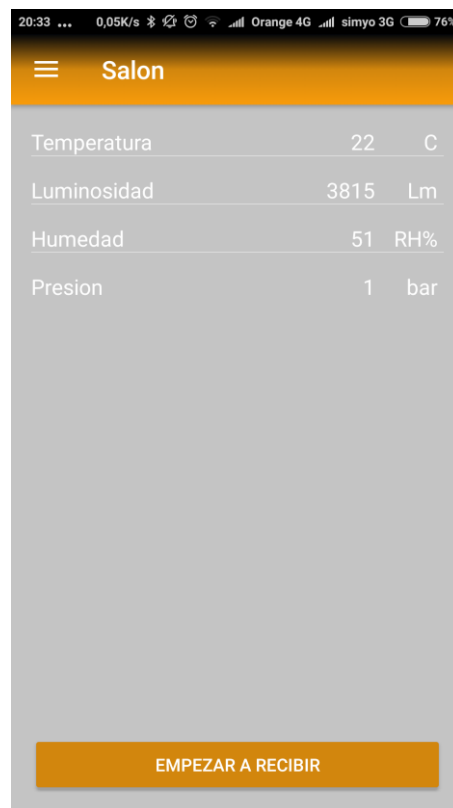 20:33 ... 0,05K/s Orange 4G simyo 3G 76%
Salon
Temperatura 22 C
Luminosidad 3815 Lm
Humedad 51 RH%
Presion 1 bar
EMPEZAR A RECIBIR